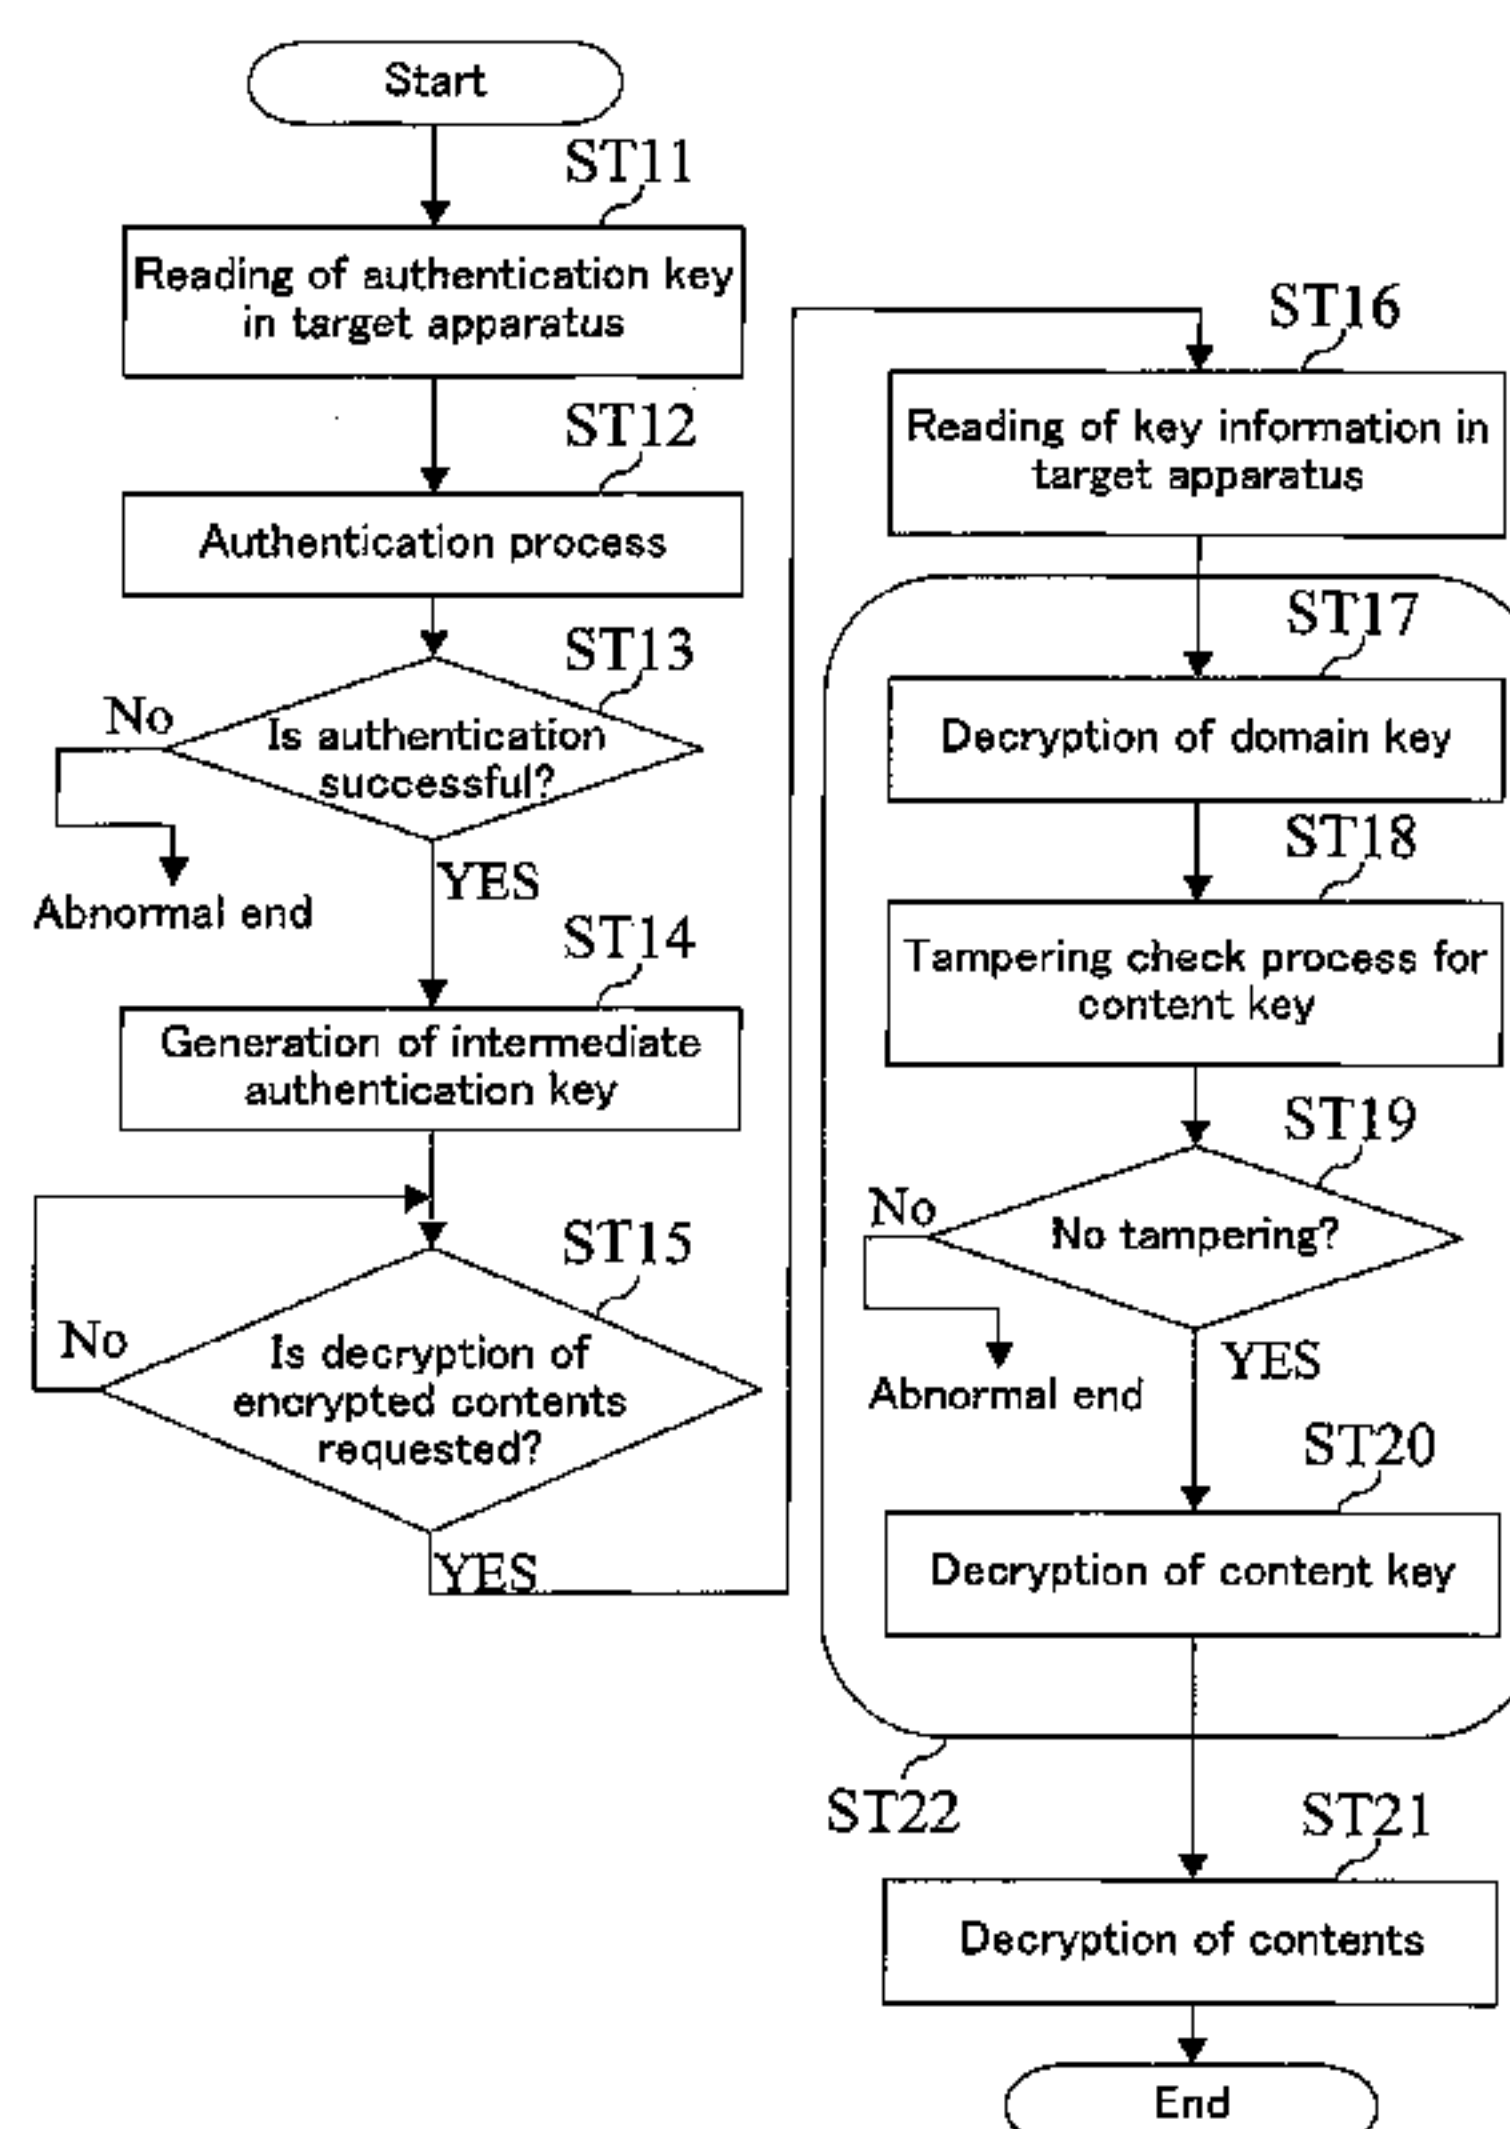 Start
ST11
Reading of authentication key
in target apparatus
ST12
Authentication process
ST13
No
Is authentication
successful?
YES
Abnormal end
ST14
Generation of intermediate
authentication key
ST15
No
Is decryption of
encrypted contents
requested?
YES
ST16
Reading of key information in
target apparatus
ST17
Decryption of domain key
ST18
Tampering check process for
content key
ST19
No
No tampering?
YES
Abnormal end
ST20
Decryption of content key
ST22
ST21
Decryption of contents
End